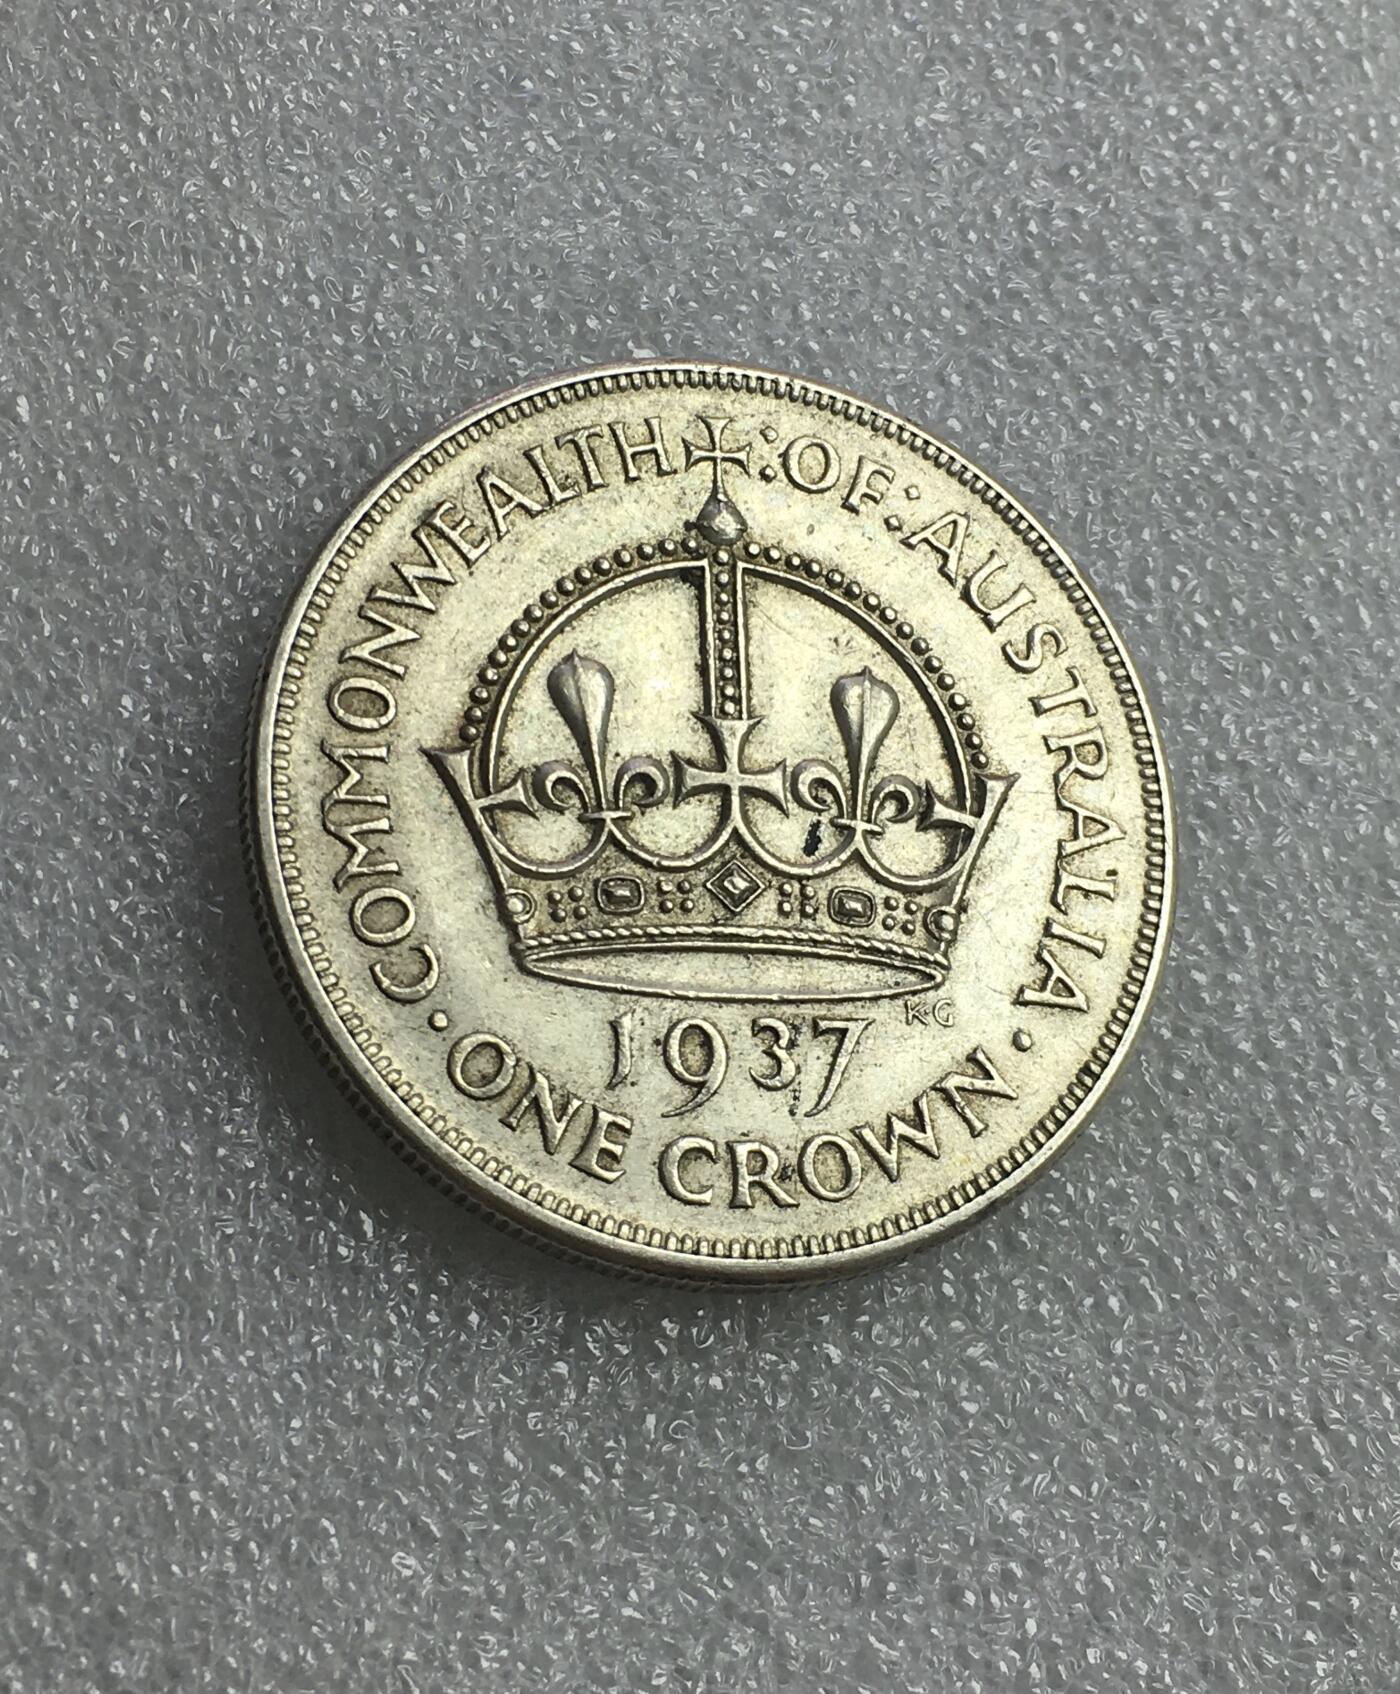 COMMONWEALTH :OF: AUSTRALIA
KG
1937
· ONE CROWN ·